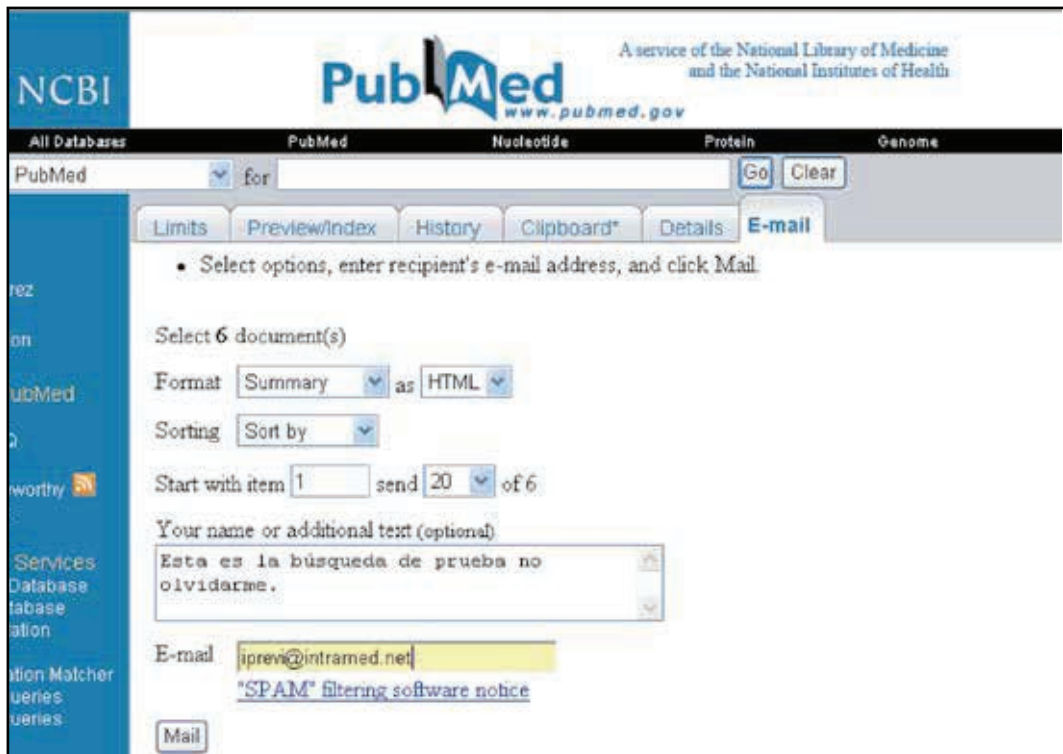 NCBI
PubMed
www.pubmed.gov
A service of the National Library of Medicine
and the National Institutes of Health
All Databases PubMed Nucleotide Protein Genome
PubMed for Go Clear
Limits Preview/Index History Clipboard* Details E-mail
• Select options, enter recipient's e-mail address, and click Mail.
rez
Select 6 document(s)
on
Format Summary as HTML
ubMed
Sorting Sort by
Start with item 1 send 20 of 6
worthy
Your name or additional text (optional)
Esta es la búsqueda de prueba no
olvidarme.
Services
Database
tabase
ation
E-mail iprevi@intramed.net
ation Matcher
"SPAM" filtering software notice
ueries
ueries
Mail